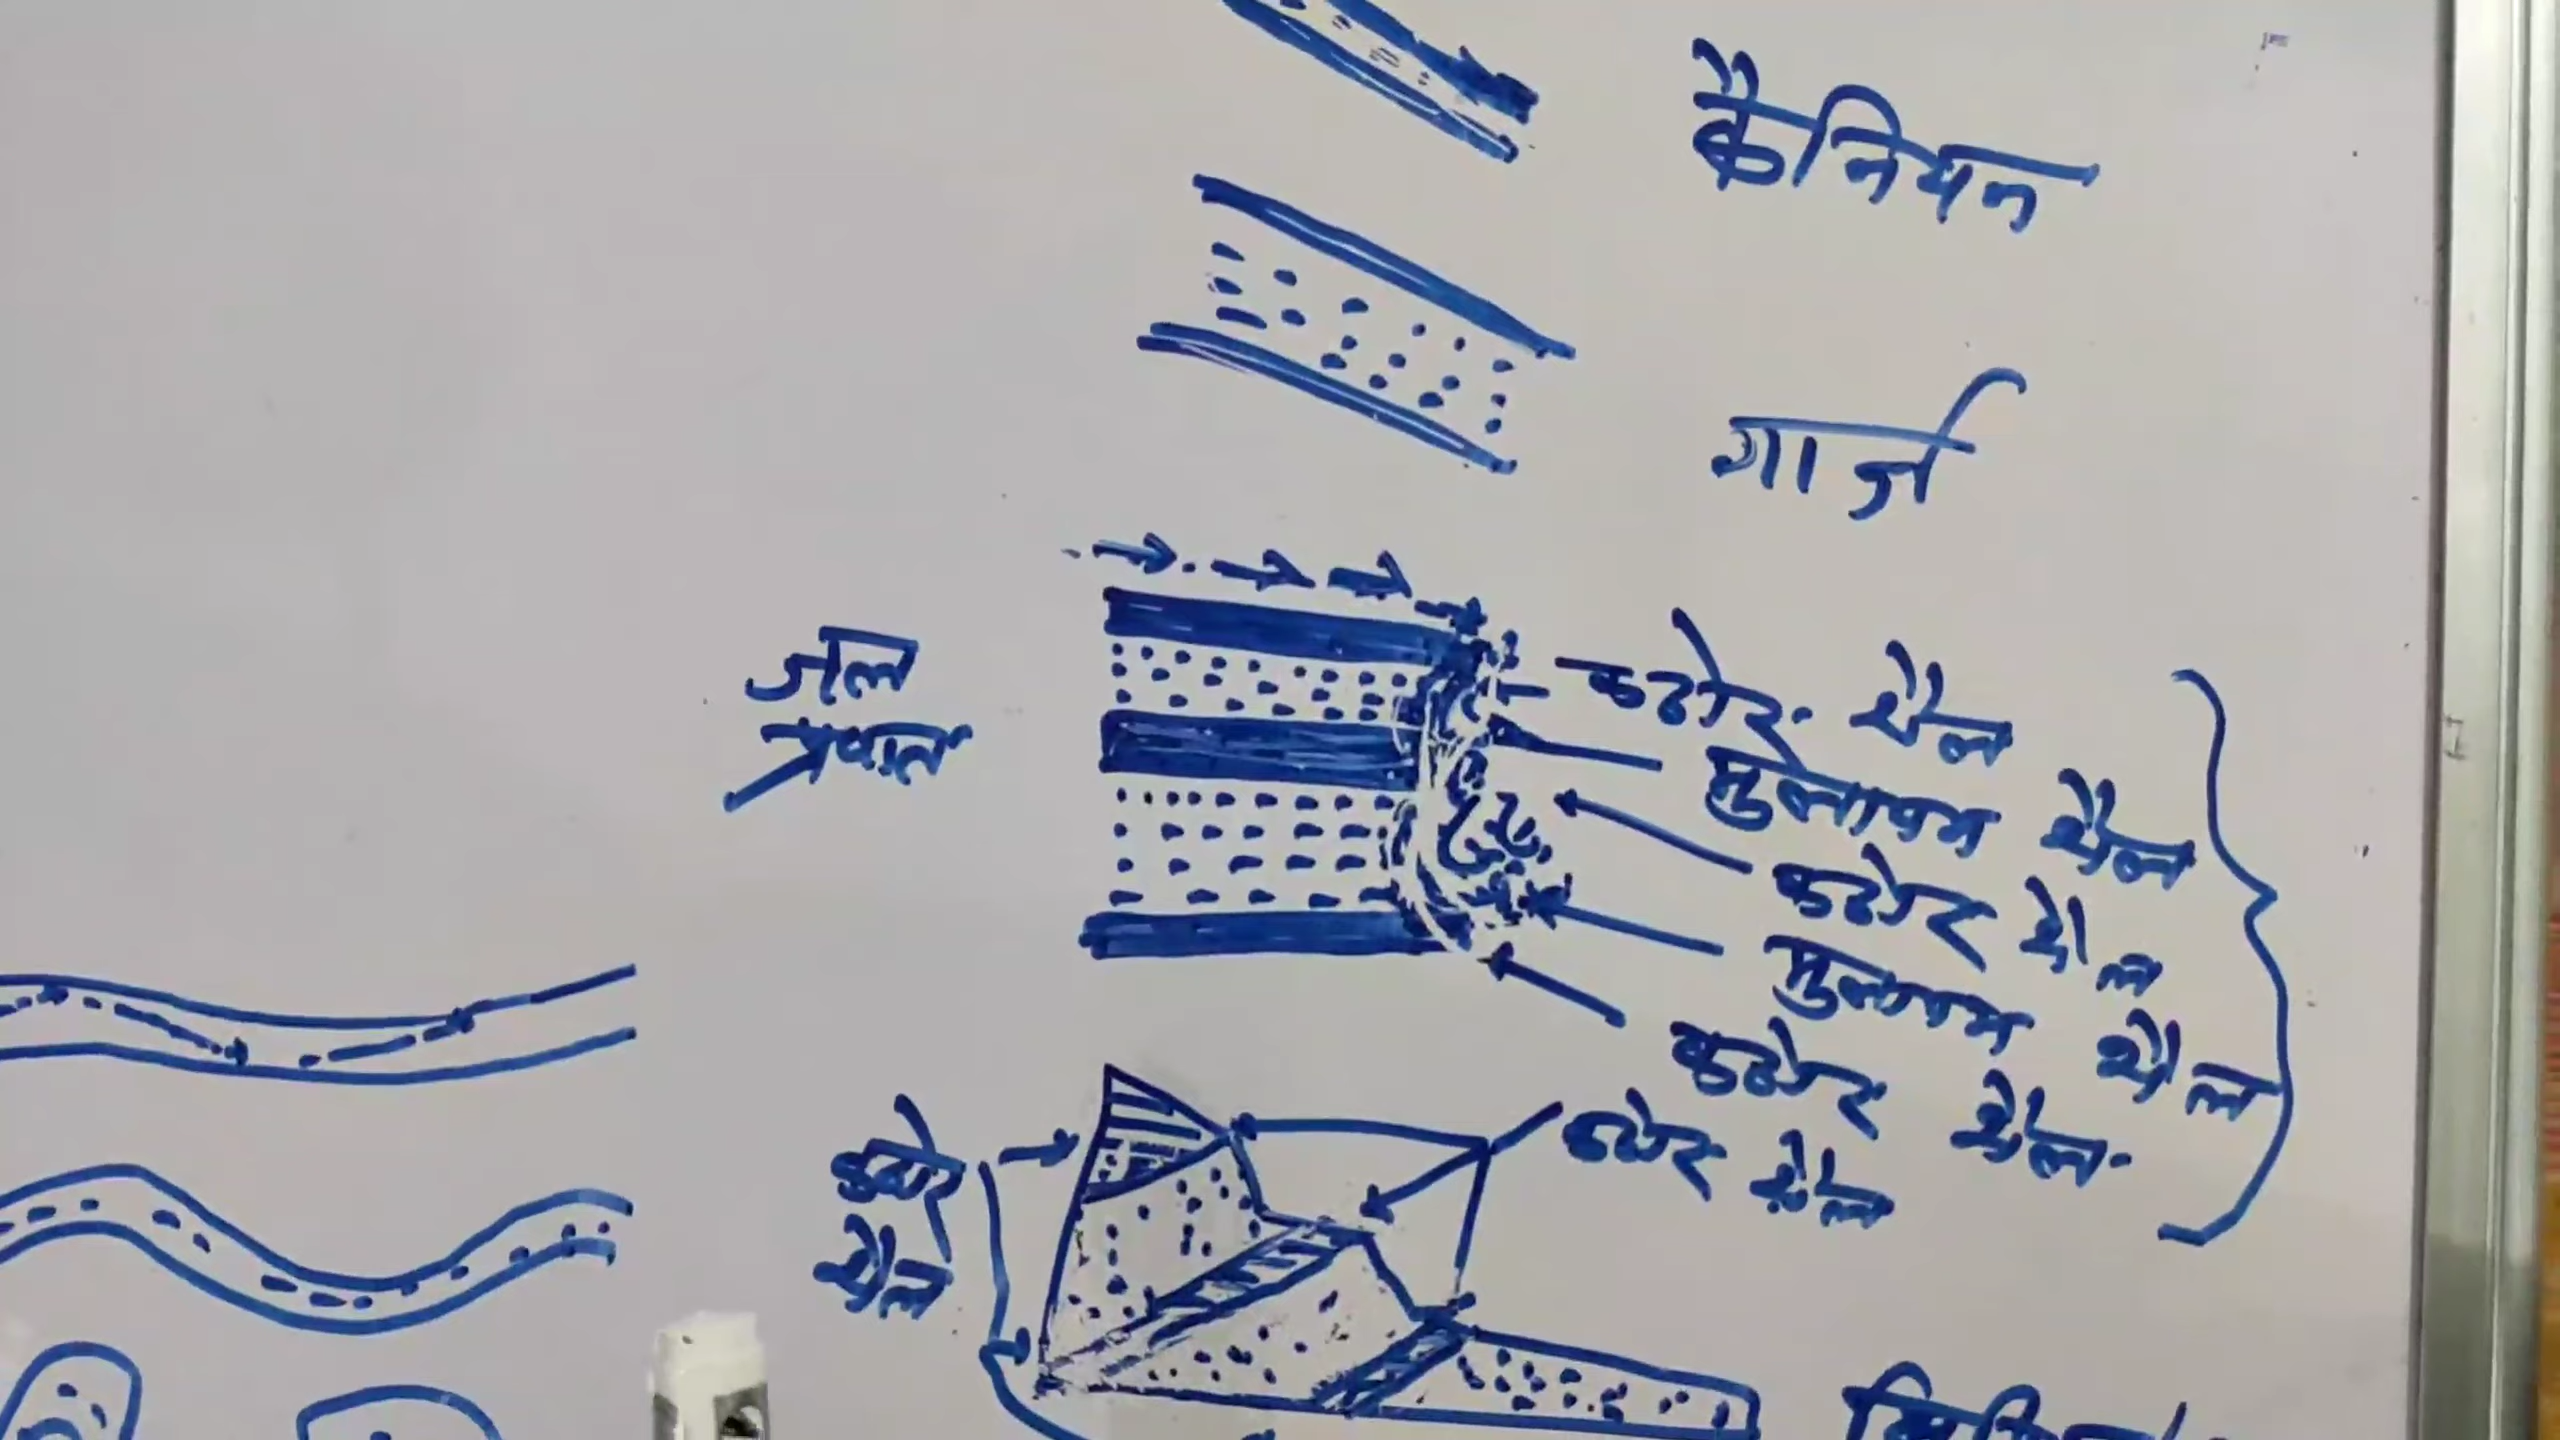 कैनियन
गार्ज
जल
प्रपात
कठोर शैल
मुलायम शैल
कठोर शैल
मुलायम शैल
कठोर शैल
कठोर
शैल
कठोर शैल